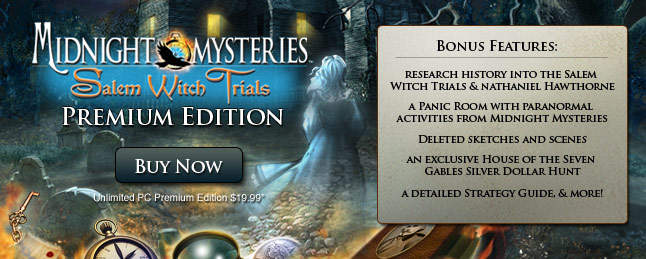 MIDNIGHT MYSTERIES™
Salem Witch Trials
PREMIUM EDITION
BUY NOW
Unlimited PC Premium Edition $19.99*
BONUS FEATURES:
RESEARCH HISTORY INTO THE SALEM
WITCH TRIALS & NATHANIEL HAWTHORNE
A PANIC ROOM WITH PARANORMAL
ACTIVITIES FROM MIDNIGHT MYSTERIES
DELETED SKETCHES AND SCENES
AN EXCLUSIVE HOUSE OF THE SEVEN
GABLES SILVER DOLLAR HUNT
A DETAILED STRATEGY GUIDE, & MORE!